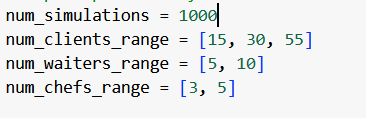 num_simulations = 1000
num_clients_range = [15, 30, 55]
num_waiters_range = [5, 10]
num_chefs_range = [3, 5]